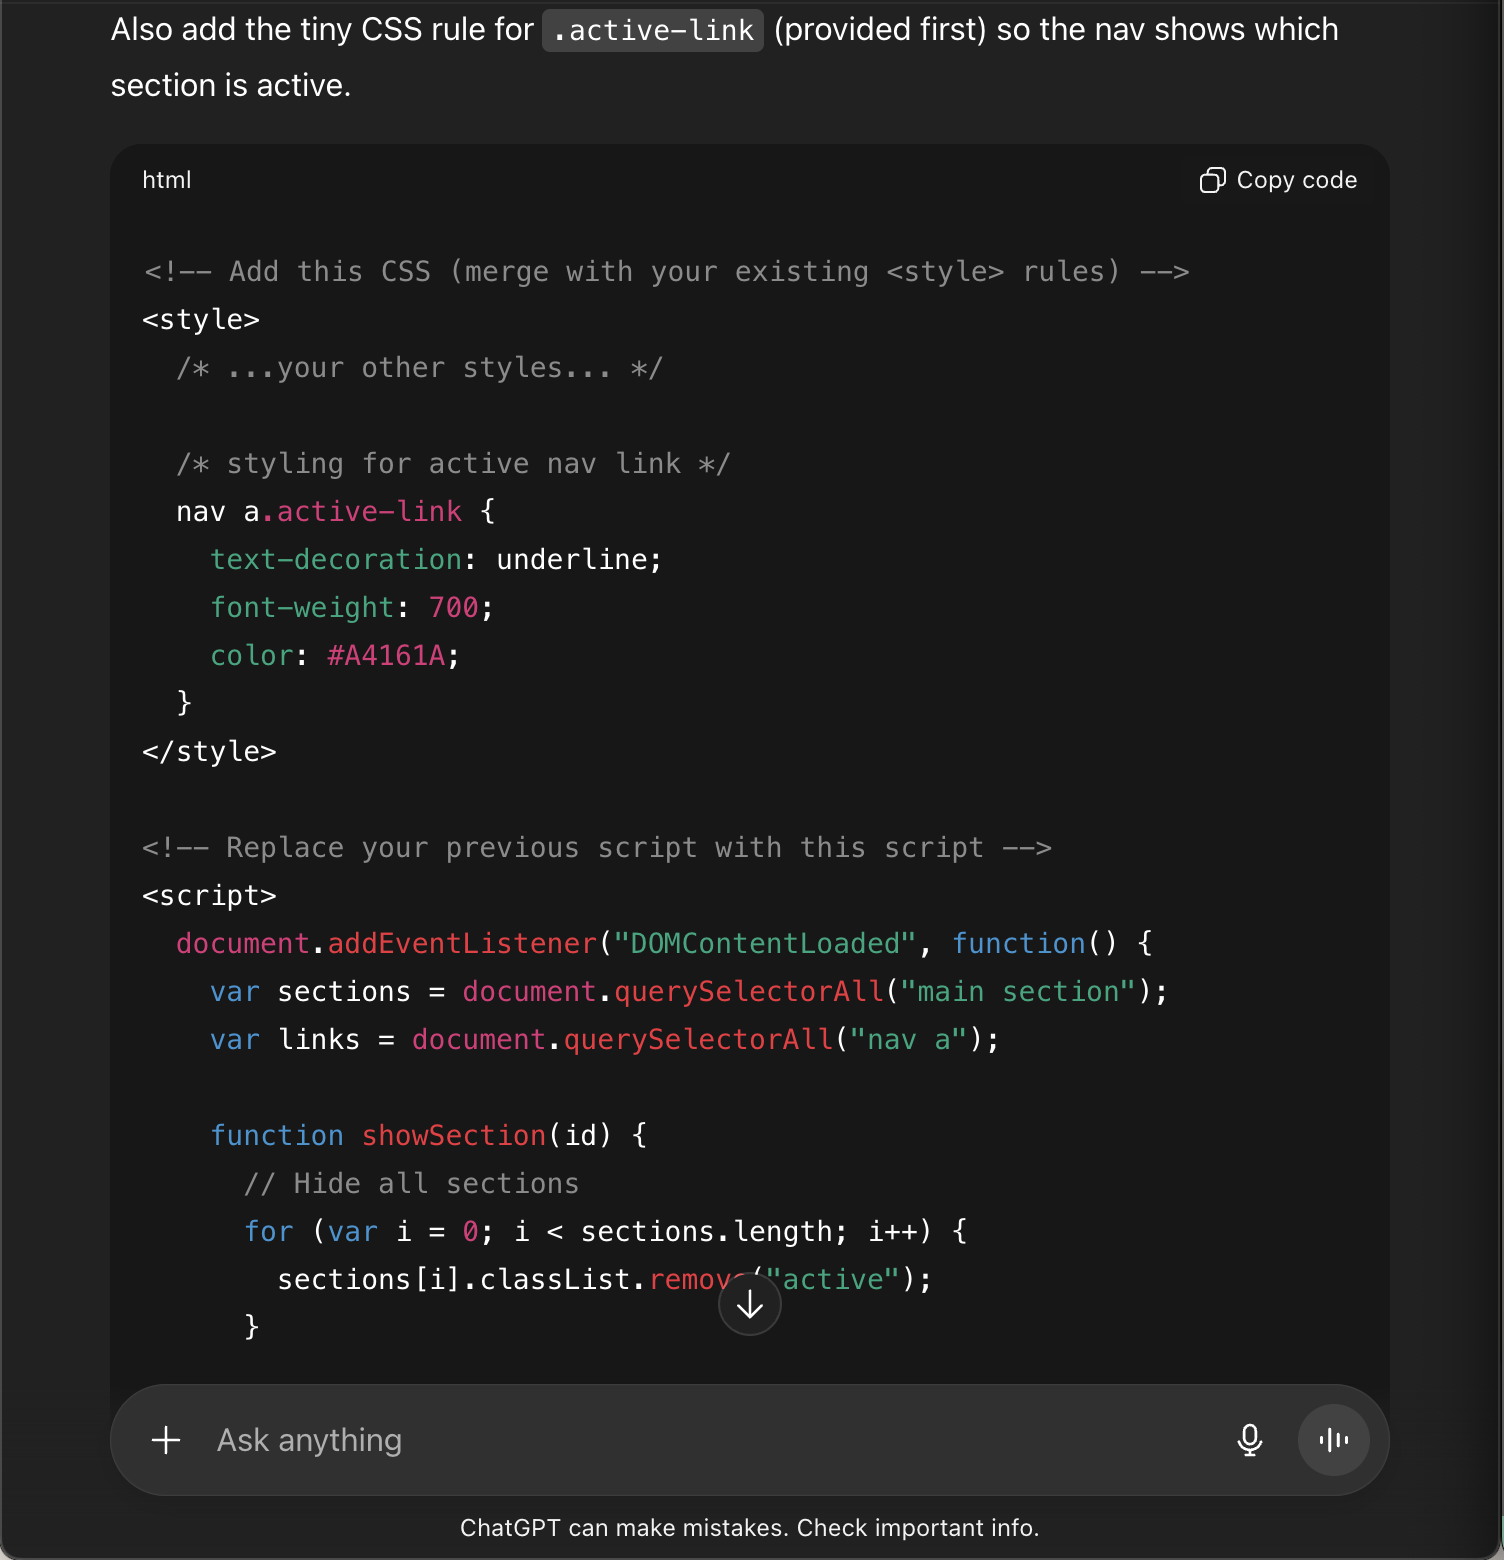 Also add the tiny CSS rule for .active-link (provided first) so the nav shows which
section is active.
html
Copy code
<!-- Add this CSS (merge with your existing <style> rules) -->
<style>
/* ...your other styles... */
/* styling for active nav link */
nav a.active-link {
text-decoration: underline;
font-weight: 700;
color: #A4161A;
}
</style>
<!-- Replace your previous script with this script -->
<script>
document.addEventListener("DOMContentLoaded", function() {
var sections = document.querySelectorAll("main section");
var links = document.querySelectorAll("nav a");
function showSection(id) {
// Hide all sections
for (var i = 0; i < sections.length; i++) {
sections[i].classList.remove("active");
}
Ask anything
ChatGPT can make mistakes. Check important info.